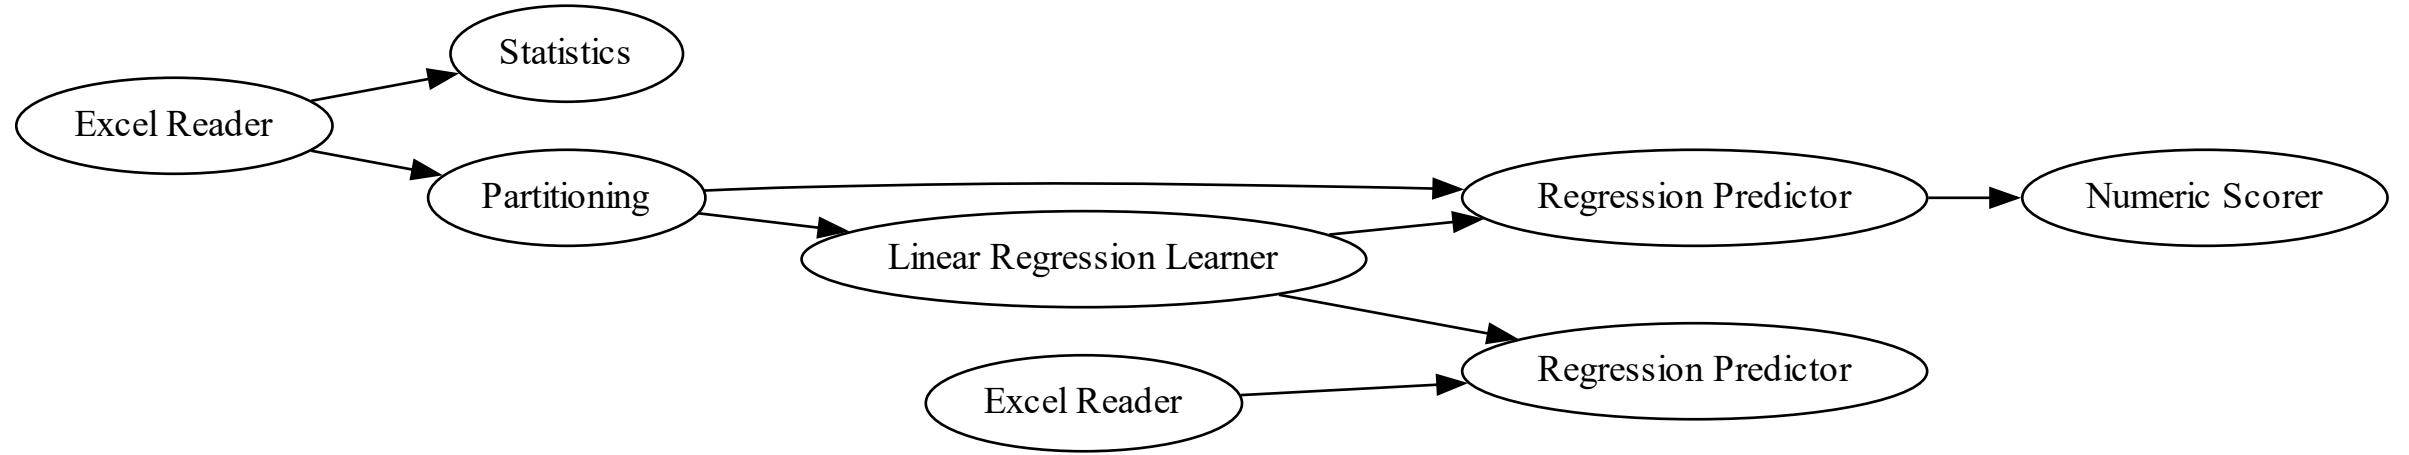 Statistics
Excel Reader
Partitioning
Regression Predictor
Numeric Scorer
Linear Regression Learner
Regression Predictor
Excel Reader